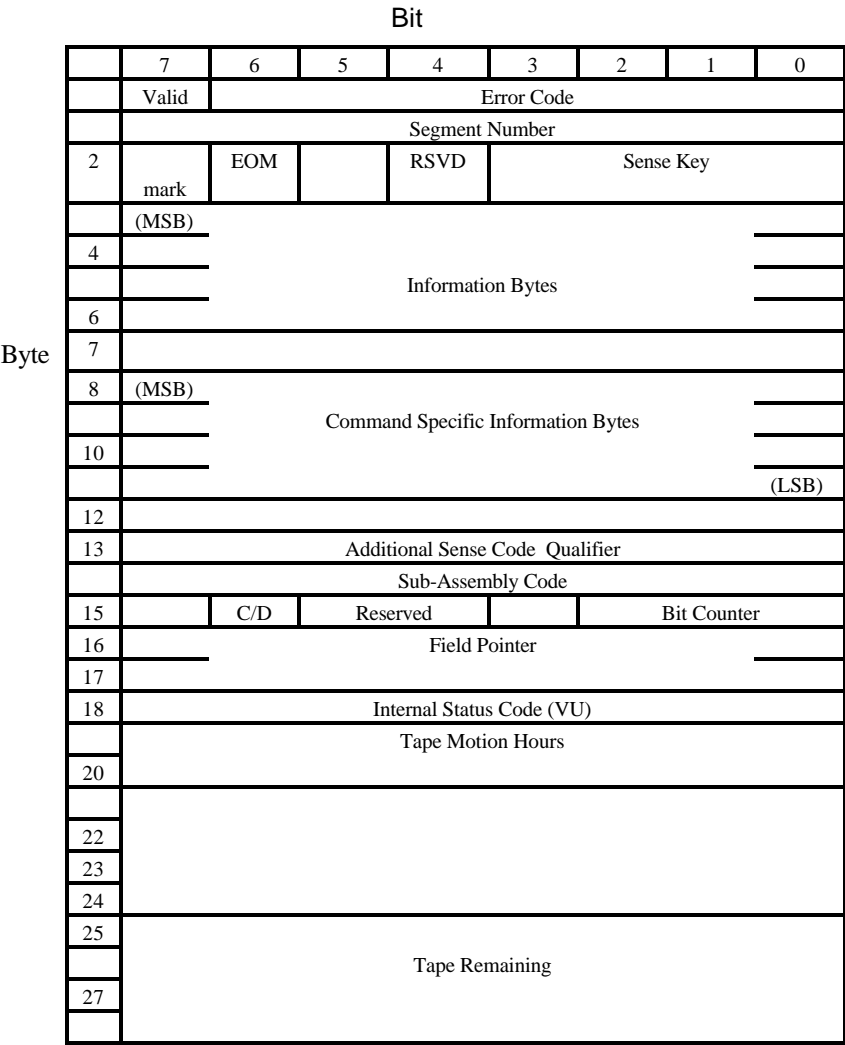 Bit
7 6 5 4 3 2 1 0
Valid Error Code
Segment Number
2 EOM RSVD Sense Key
mark
(MSB)
4
Information Bytes
6
7
Byte
8 (MSB)
Command Specific Information Bytes
10
(LSB)
12
13 Additional Sense Code Qualifier
Sub-Assembly Code
15 C/D Reserved Bit Counter
16 Field Pointer
17
18 Internal Status Code (VU)
Tape Motion Hours
20
22
23
24
25
Tape Remaining
27